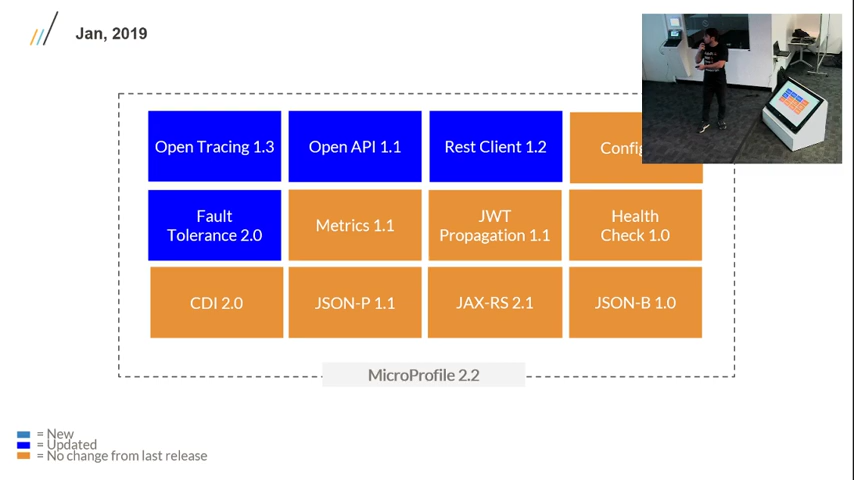 Jan, 2019
Open Tracing 1.3
Open API 1.1
Rest Client 1.2
Config
Fault
Tolerance 2.0
Metrics 1.1
JWT
Propagation 1.1
Health
Check 1.0
CDI 2.0
JSON-P 1.1
JAX-RS 2.1
JSON-B 1.0
MicroProfile 2.2
= New
= Updated
= No change from last release